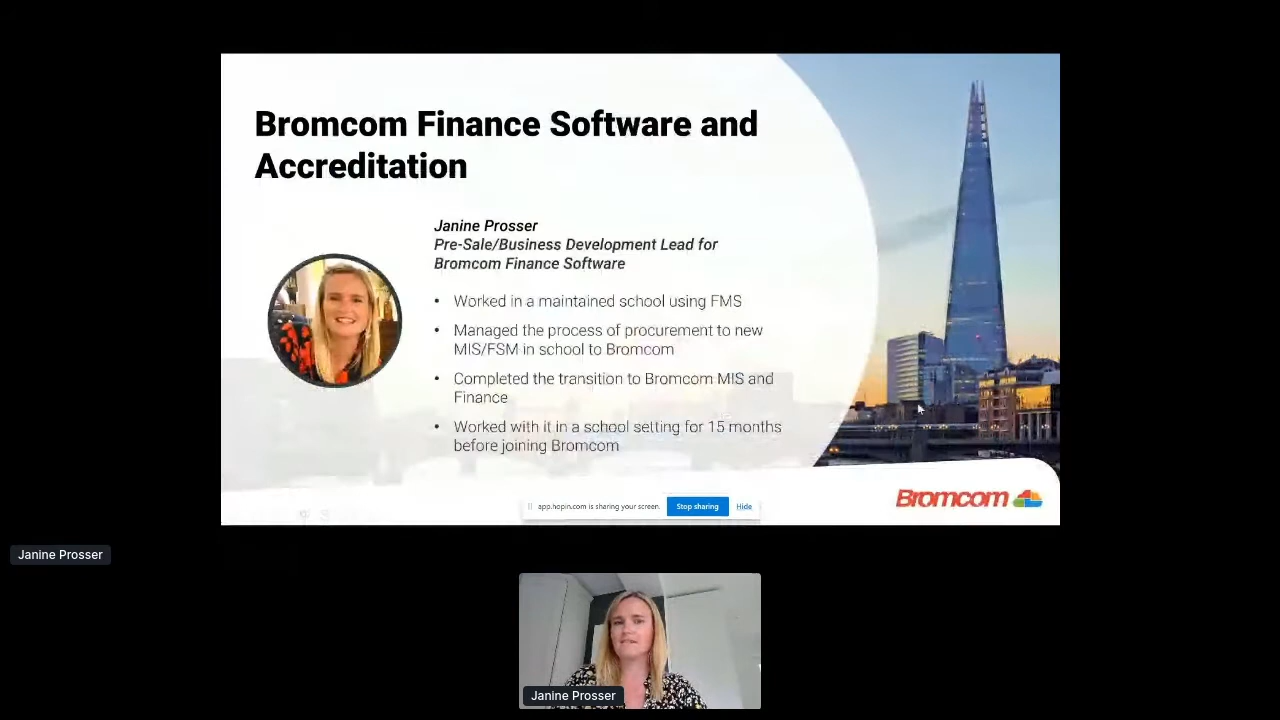 Bromcom Finance Software and
Accreditation
Janine Prosser
Pre-Sale/Business Development Lead for
Bromcom Finance Software
• Worked in a maintained school using FMS
• Managed the process of procurement to new
MIS/FSM in school to Bromcom
• Completed the transition to Bromcom MIS and
Finance
• Worked with it in a school setting for 15 months
before joining Bromcom
Bromcom
app.hopin.com is sharing your screen. Stop sharing Hide
Janine Prosser
Janine Prosser